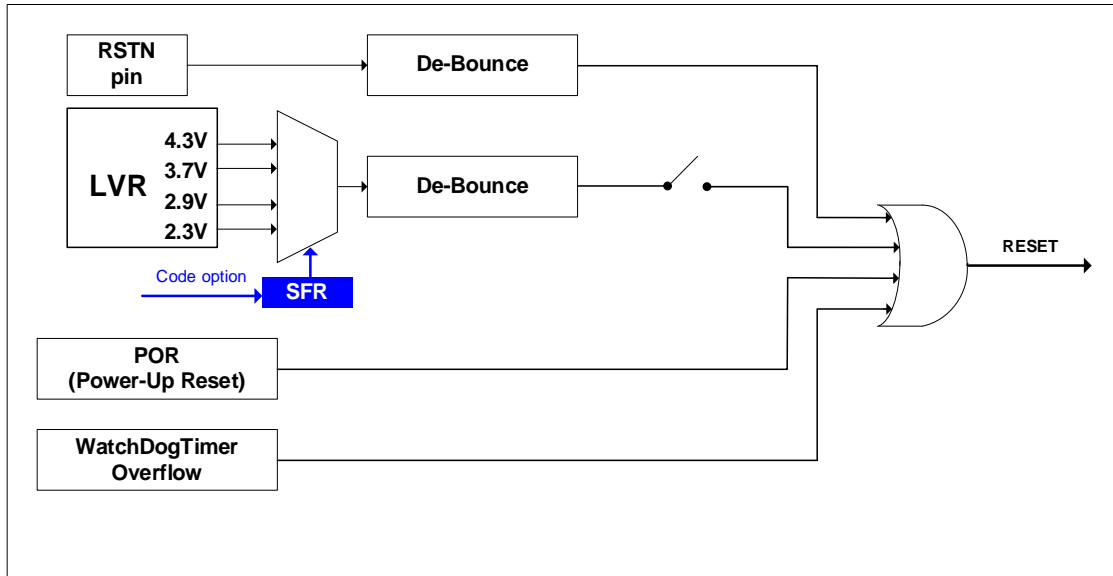 RSTN
pin
De-Bounce
LVR
4.3V
3.7V
2.9V
2.3V
De-Bounce
Code option
SFR
RESET
POR
(Power-Up Reset)
WatchDogTimer
Overflow